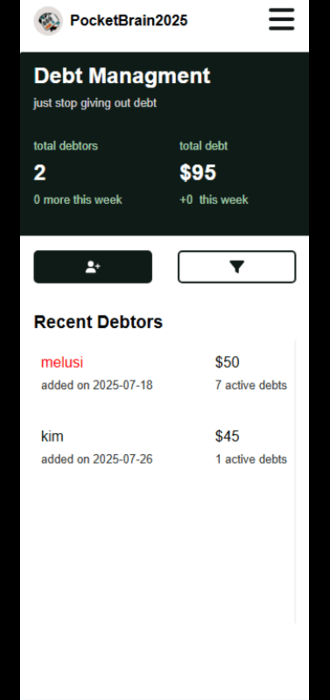 PocketBrain2025
Debt Managment
just stop giving out debt
total debtors total debt
2 $95
0 more this week +0 this week
Recent Debtors
melusi $50
added on 2025-07-18 7 active debts
kim $45
added on 2025-07-26 1 active debts